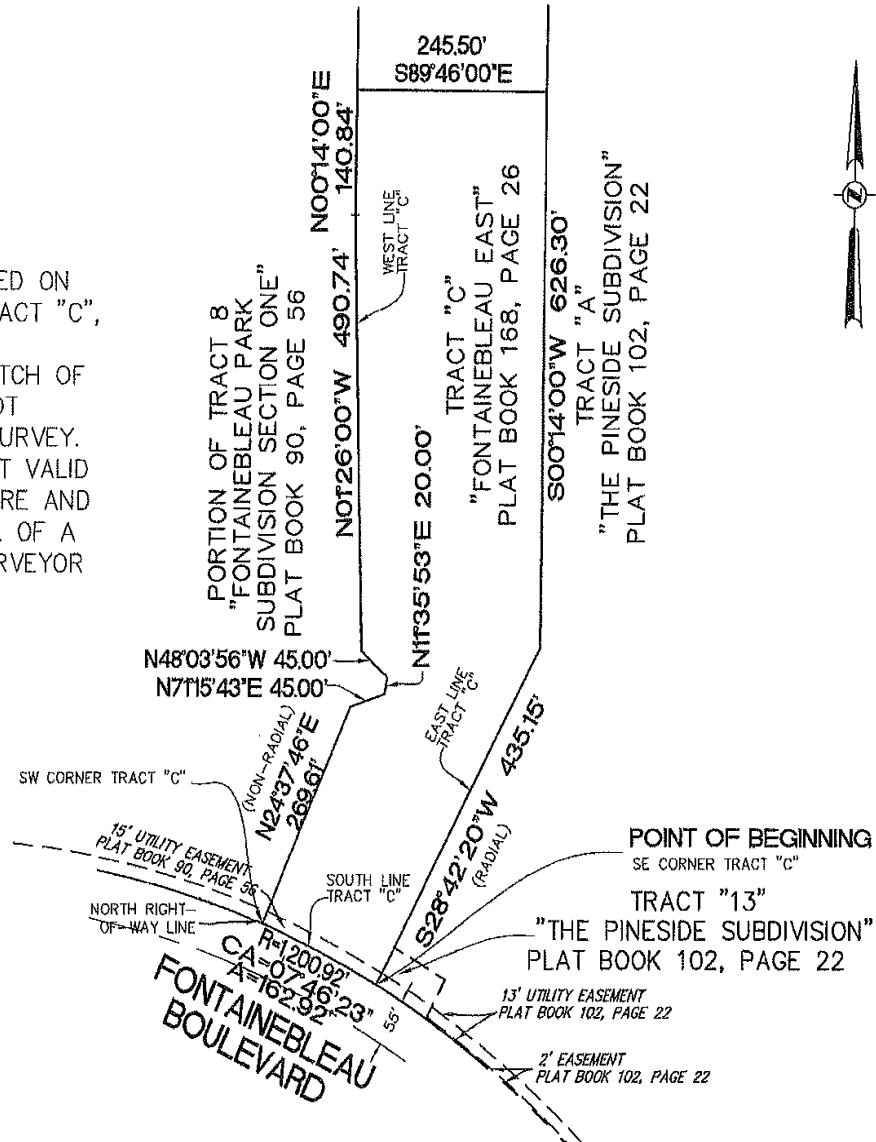 245.50'
S89°46'00"E
N00°14'00"E
140.84'
WEST LINE
TRACT "C"
N01°26'00"W 490.74'
PORTION OF TRACT 8
"FONTAINEBLEAU PARK
SUBDIVISION SECTION ONE"
PLAT BOOK 90, PAGE 56
TRACT "C"
"FONTAINEBLEAU EAST"
PLAT BOOK 168, PAGE 26
S00°14'00"W 626.30'
TRACT "A"
"THE PINESIDE SUBDIVISION"
PLAT BOOK 102, PAGE 22
ED ON
ACT "C",
TCH OF
OT
URVEY.
T VALID
RE AND
OF A
RVEYOR
N11°35'53"E 20.00'
N48°03'56"W 45.00'
N71°15'43"E 45.00'
(NON-RADIAL)
N24°37'46"E
269.61'
EAST LINE
TRACT "C"
S28°42'20"W 435.15'
(RADIAL)
SW CORNER TRACT "C"
15' UTILITY EASEMENT
PLAT BOOK 90, PAGE 56
SOUTH LINE
TRACT "C"
NORTH RIGHT-
OF-WAY LINE
R=1200.92'
CA=07°46'23"
A=162.92'
FONTAINEBLEAU
BOULEVARD
55'
POINT OF BEGINNING
SE CORNER TRACT "C"
TRACT "13"
"THE PINESIDE SUBDIVISION"
PLAT BOOK 102, PAGE 22
13' UTILITY EASEMENT
PLAT BOOK 102, PAGE 22
2' EASEMENT
PLAT BOOK 102, PAGE 22